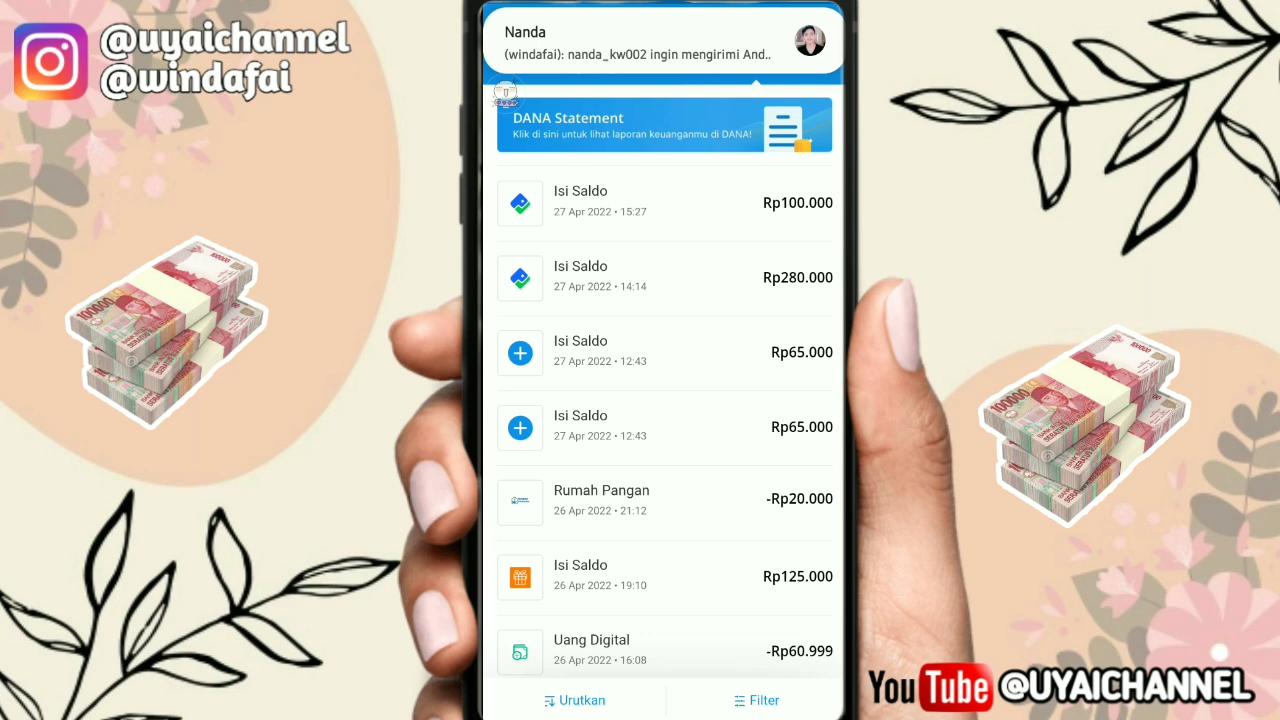 @uyaichannel
@windafai
Nanda
(windafai): nanda_kw002 ingin mengirimi And..
DANA Statement
Klik di sini untuk lihat laporan keuanganmu di DANA!
Isi Saldo
27 Apr 2022 • 15:27
Rp100.000
Isi Saldo
27 Apr 2022 • 14:14
Rp280.000
Isi Saldo
27 Apr 2022 • 12:43
Rp65.000
Isi Saldo
27 Apr 2022 • 12:43
Rp65.000
Rumah Pangan
26 Apr 2022 • 21:12
-Rp20.000
Isi Saldo
26 Apr 2022 • 19:10
Rp125.000
Uang Digital
26 Apr 2022 • 16:08
-Rp60.999
Urutkan
Filter
100000
100000
100000
100000
YouTube @UYAICHANNEL